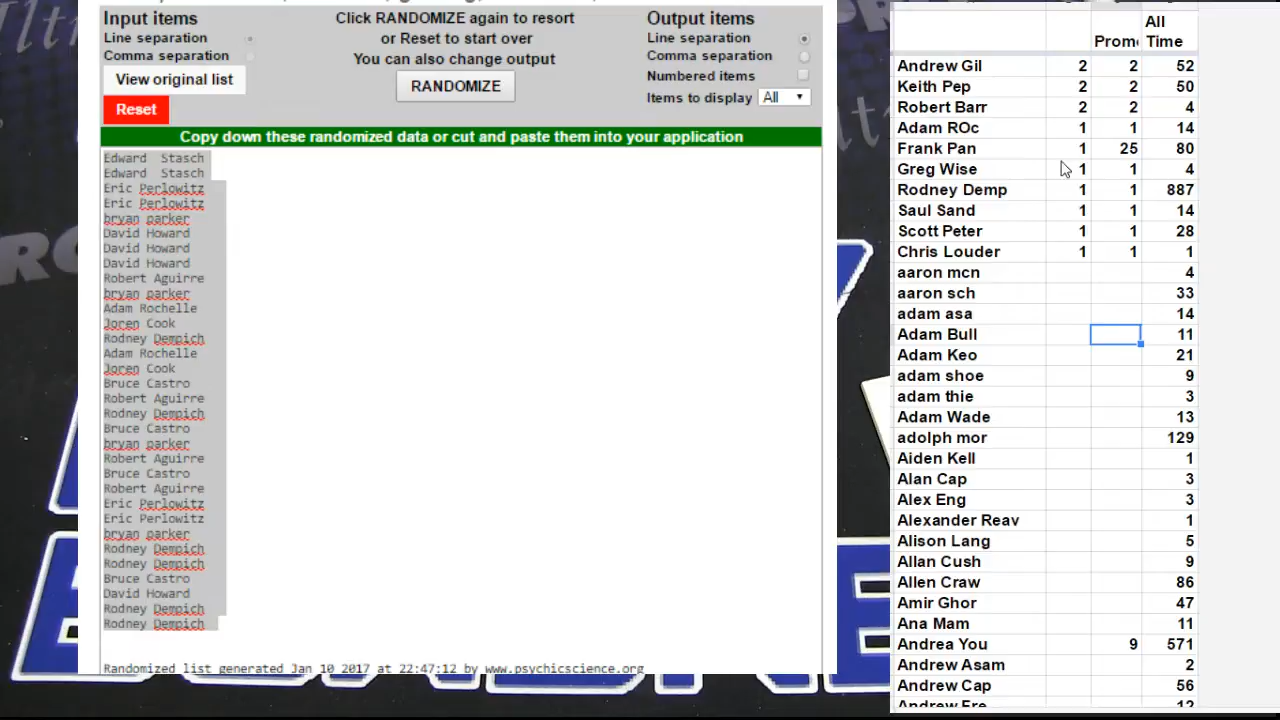 Input items
Click RANDOMIZE again to resort
Output items
Line separation
or Reset to start over
Line separation
Comma separation
You can also change output
Comma separation
View original list
RANDOMIZE
Numbered items
Reset
Items to display All
Copy down these randomized data or cut and paste them into your application
Edward Stasch
Edward Stasch
Eric Perlowitz
Eric Perlowitz
bryan parker
David Howard
David Howard
David Howard
Robert Aguirre
bryan parker
Adam Rochelle
Joren Cook
Rodney Dempich
Adam Rochelle
Joren Cook
Bruce Castro
Robert Aguirre
Rodney Dempich
Bruce Castro
bryan parker
Robert Aguirre
Bruce Castro
Robert Aguirre
Eric Perlowitz
Eric Perlowitz
bryan parker
Rodney Dempich
Rodney Dempich
Bruce Castro
David Howard
Rodney Dempich
Rodney Dempich
Randomized list generated Jan 10 2017 at 22:47:12 by www.psychicscience.org
All
Time
Andrew Gil 2 2 52
Keith Pep 2 2 50
Robert Barr 2 2 4
Adam ROc 1 1 14
Frank Pan 1 25 80
Greg Wise 1 1 4
Rodney Demp 1 1 887
Saul Sand 1 1 14
Scott Peter 1 1 28
Chris Louder 1 1 1
aaron mcn 4
aaron sch 33
adam asa 14
Adam Bull 11
Adam Keo 21
adam shoe 9
adam thie 3
Adam Wade 13
adolph mor 129
Aiden Kell 1
Alan Cap 3
Alex Eng 3
Alexander Reav 1
Alison Lang 5
Allan Cush 9
Allen Craw 86
Amir Ghor 47
Ana Mam 11
Andrea You 9 571
Andrew Asam 2
Andrew Cap 56
Andrew Fre 12